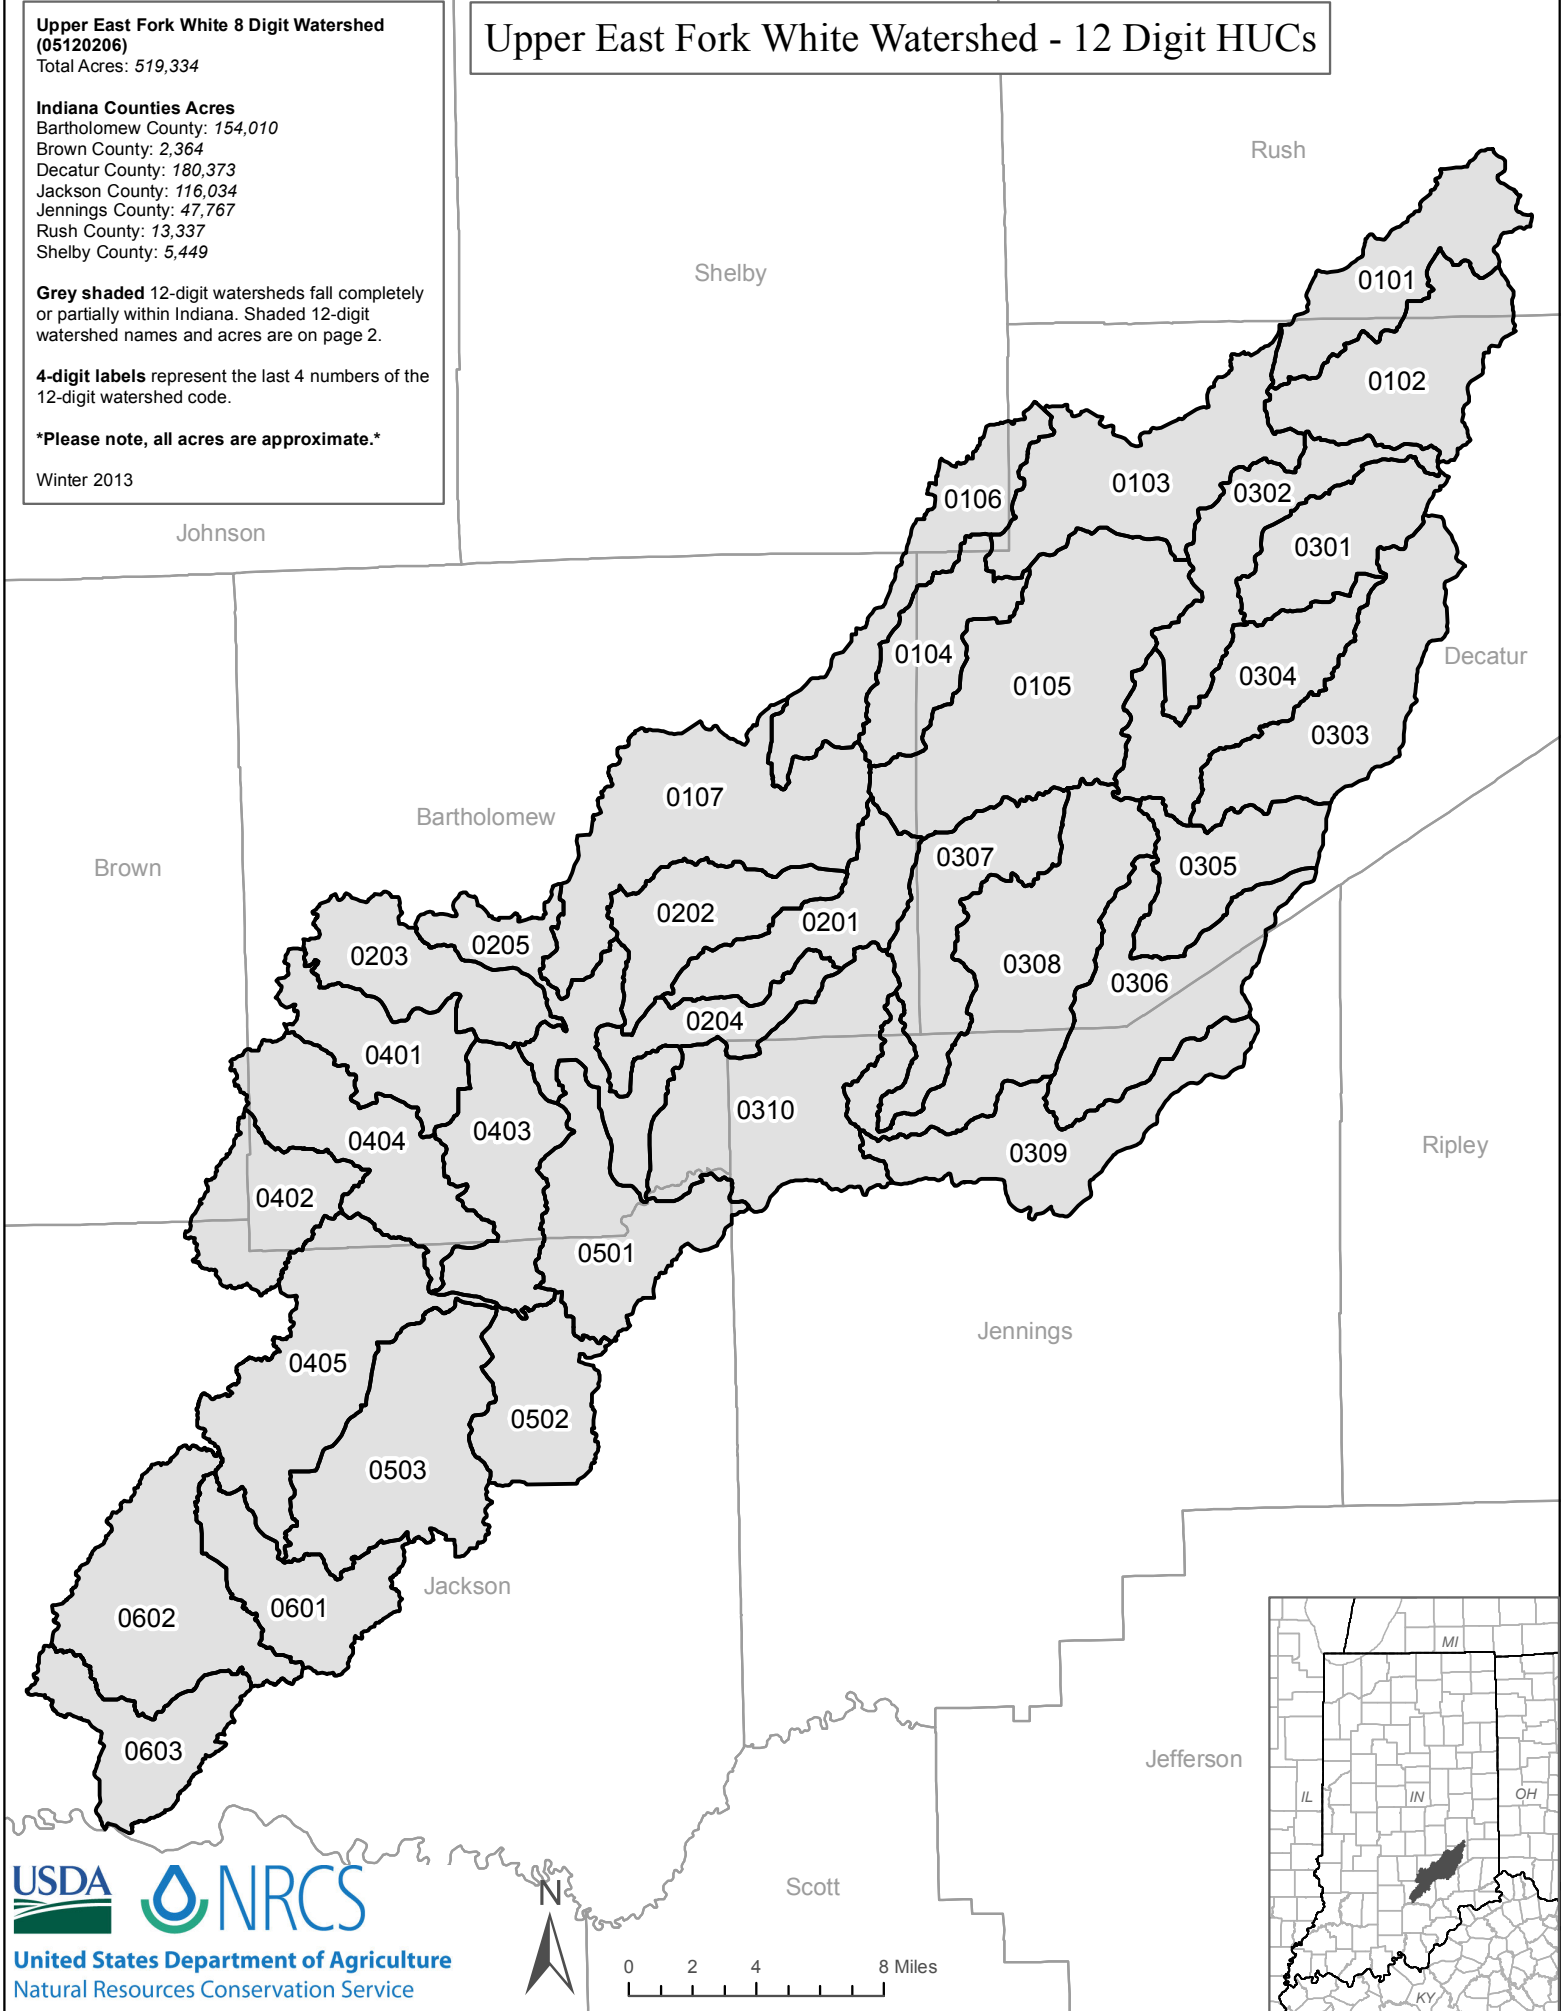 Upper East Fork White 8 Digit Watershed
(05120206)
Total Acres: 519,334
Indiana Counties Acres
Bartholomew County: 154,010
Brown County: 2,364
Decatur County: 180,373
Jackson County: 116,034
Jennings County: 47,767
Rush County: 13,337
Shelby County: 5,449
Grey shaded 12-digit watersheds fall completely
or partially within Indiana. Shaded 12-digit
watershed names and acres are on page 2.
4-digit labels represent the last 4 numbers of the
12-digit watershed code.
*Please note, all acres are approximate.*
Winter 2013
Upper East Fork White Watershed - 12 Digit HUCs
Rush
Shelby
0101
0102
0103
0302
0106
Johnson
0301
0104
Decatur
0304
0105
0303
0107
Bartholomew
0307
0305
Brown
0202
0201
0205
0203
0308
0306
0204
0401
0310
0403
0404
Ripley
0309
0402
0501
Jennings
0405
0502
0503
Jackson
0601
0602
0603
Jefferson
Scott
MI
IL
IN
OH
KY
USDA
NRCS
United States Department of Agriculture
Natural Resources Conservation Service
N
0 2 4 8 Miles